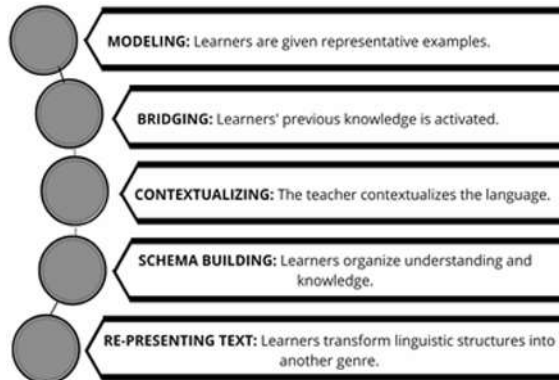 MODELING: Learners are given representative examples.
BRIDGING: Learners' previous knowledge is activated.
CONTEXTUALIZING: The teacher contextualizes the language.
SCHEMA BUILDING: Learners organize understanding and
knowledge.
RE-PRESENTING TEXT: Learners transform linguistic structures into
another genre.